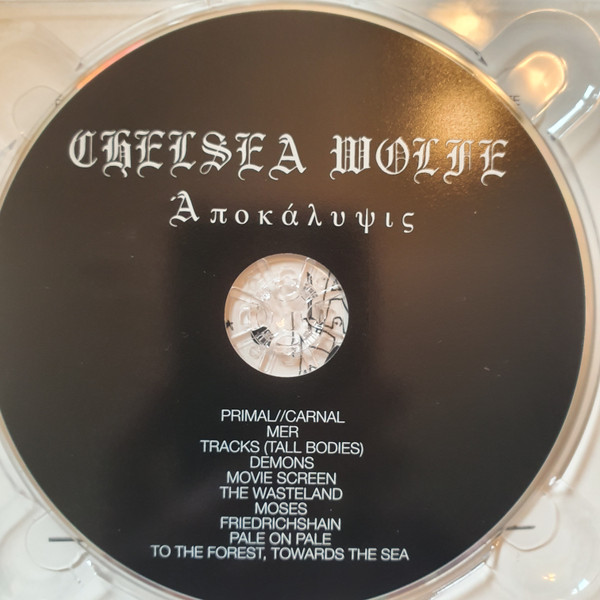 CHELSEA WOLFE
Ἀποκάλυψις
PRIMAL//CARNAL
MER
TRACKS (TALL BODIES)
DEMONS
MOVIE SCREEN
THE WASTELAND
MOSES
FRIEDRICHSHAIN
PALE ON PALE
TO THE FOREST, TOWARDS THE SEA